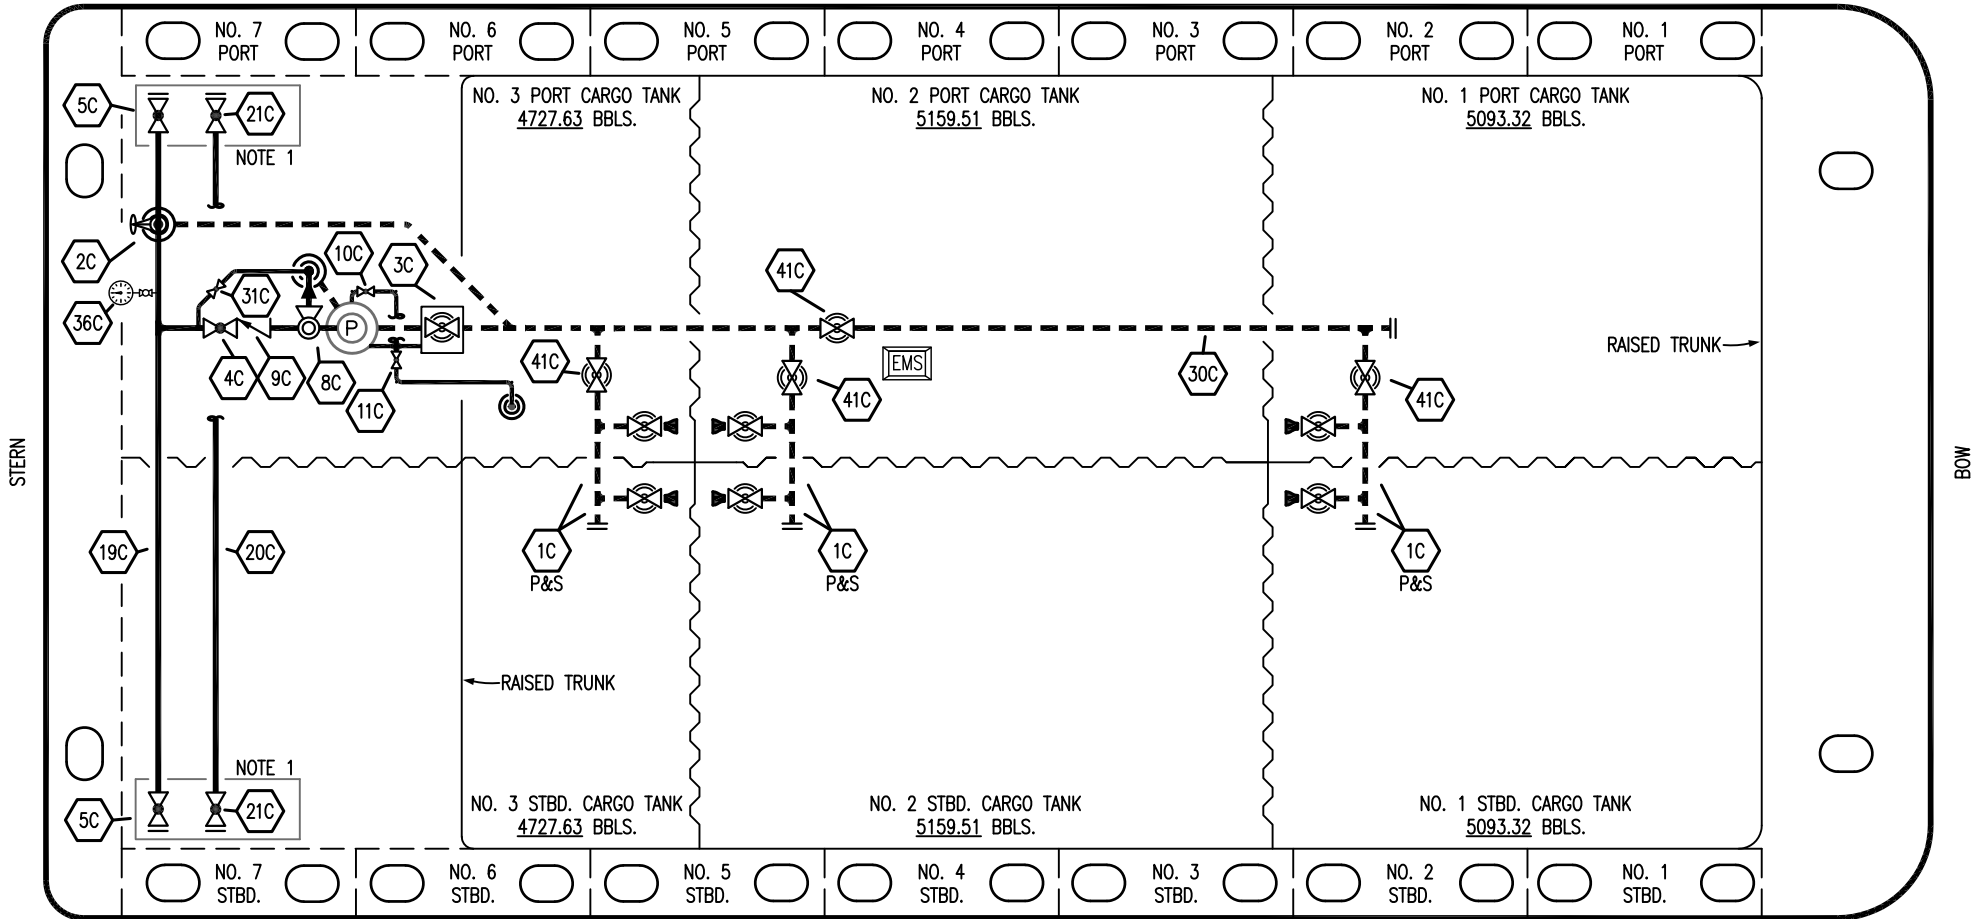 NO. 7
PORT
NO. 6
PORT
NO. 5
PORT
NO. 4
PORT
NO. 3
PORT
NO. 2
PORT
NO. 1
PORT
5C
21C
NOTE 1
NO. 3 PORT CARGO TANK
4727.63 BBLS.
NO. 2 PORT CARGO TANK
5159.51 BBLS.
NO. 1 PORT CARGO TANK
5093.32 BBLS.
2C
10C
3C
41C
31C
36C
P
4C
9C
8C
11C
41C
EMS
41C
30C
41C
RAISED TRUNK
STERN
BOW
19C
20C
1C
P&S
1C
P&S
1C
P&S
RAISED TRUNK
NOTE 1
5C
21C
NO. 3 STBD. CARGO TANK
4727.63 BBLS.
NO. 2 STBD. CARGO TANK
5159.51 BBLS.
NO. 1 STBD. CARGO TANK
5093.32 BBLS.
NO. 7
STBD.
NO. 6
STBD.
NO. 5
STBD.
NO. 4
STBD.
NO. 3
STBD.
NO. 2
STBD.
NO. 1
STBD.